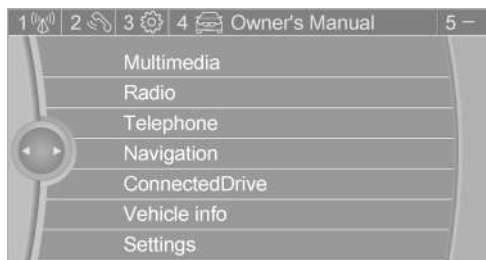 1 2 3 4 Owner's Manual 5 –
Multimedia
Radio
Telephone
Navigation
ConnectedDrive
Vehicle info
Settings